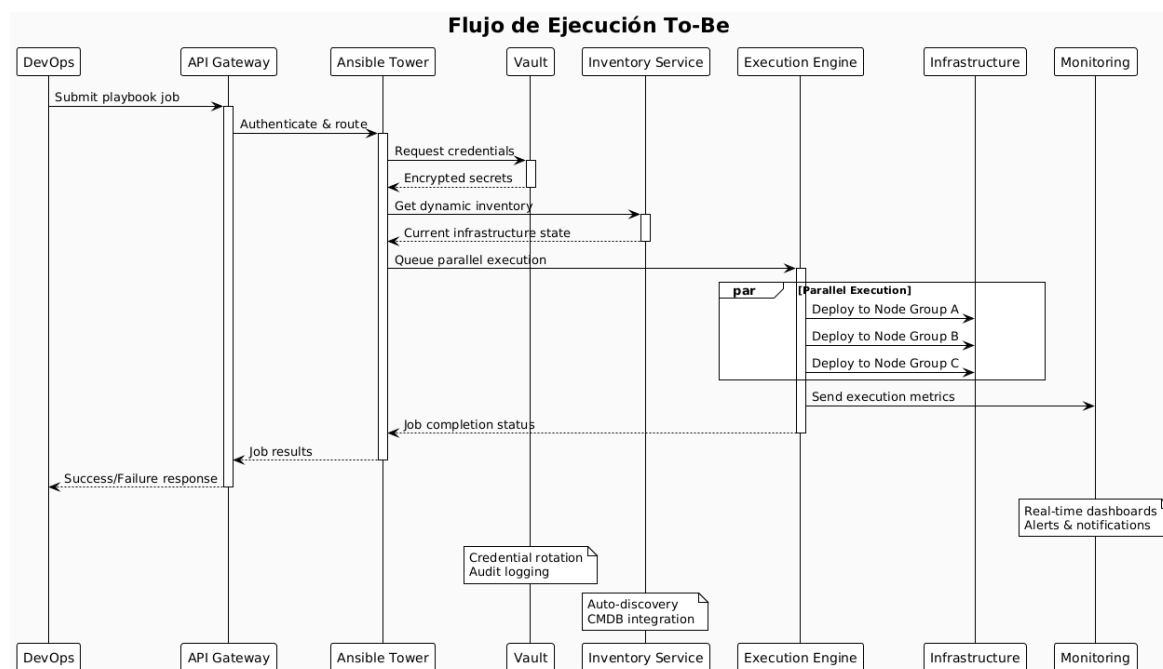 Flujo de Ejecución To-Be
DevOps
API Gateway
Ansible Tower
Vault
Inventory Service
Execution Engine
Infrastructure
Monitoring
Submit playbook job
Authenticate & route
Request credentials
Encrypted secrets
Get dynamic inventory
Current infrastructure state
Queue parallel execution
par
[Parallel Execution]
Deploy to Node Group A
Deploy to Node Group B
Deploy to Node Group C
Send execution metrics
Job completion status
Job results
Success/Failure response
Real-time dashboards
Alerts & notifications
Credential rotation
Audit logging
Auto-discovery
CMDB integration
DevOps
API Gateway
Ansible Tower
Vault
Inventory Service
Execution Engine
Infrastructure
Monitoring